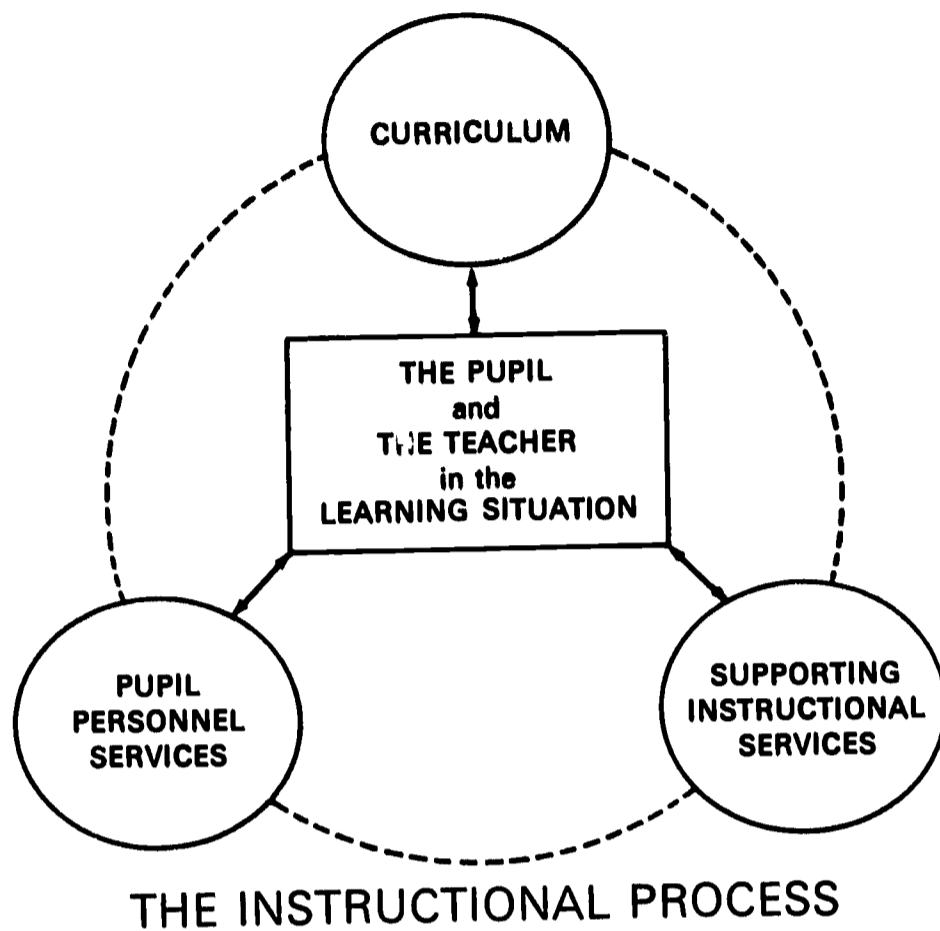 CURRICULUM
THE PUPIL
and
THE TEACHER
in the
LEARNING SITUATION
PUPIL
PERSONNEL
SERVICES
SUPPORTING
INSTRUCTIONAL
SERVICES
THE INSTRUCTIONAL PROCESS